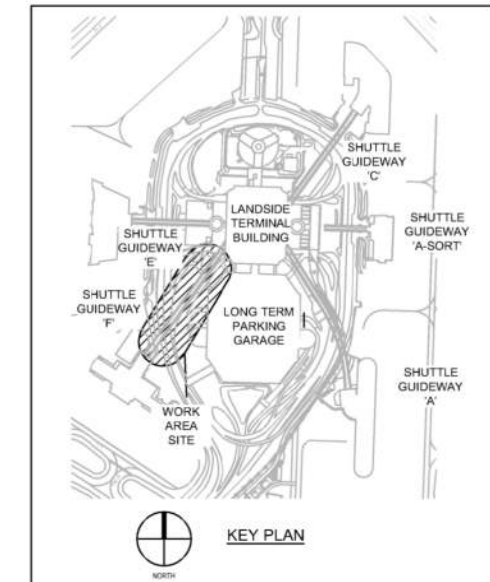 SHUTTLE
GUIDEWAY
'C'
LANDSIDE
TERMINAL
BUILDING
SHUTTLE
GUIDEWAY
'A-SORT'
SHUTTLE
GUIDEWAY
'E'
SHUTTLE
GUIDEWAY
'F'
LONG TERM
PARKING
GARAGE
SHUTTLE
GUIDEWAY
'A'
WORK
AREA
SITE
KEY PLAN
NORTH